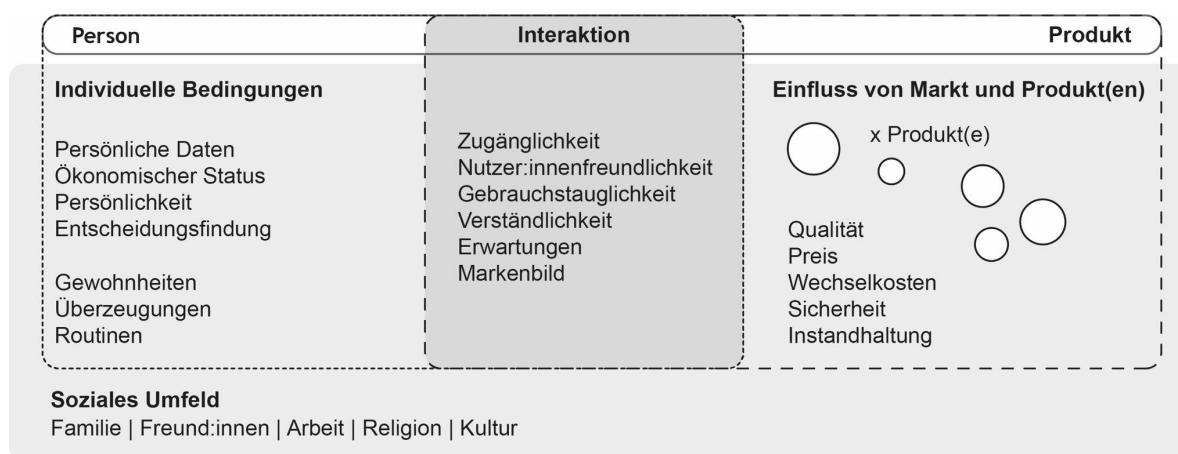 Person
Interaktion
Produkt
Individuelle Bedingungen
Persönliche Daten
Ökonomischer Status
Persönlichkeit
Entscheidungsfindung
Gewohnheiten
Überzeugungen
Routinen
Zugänglichkeit
Nutzer:innenfreundlichkeit
Gebrauchstauglichkeit
Verständlichkeit
Erwartungen
Markenbild
Einfluss von Markt und Produkt(en)
x Produkt(e)
Qualität
Preis
Wechselkosten
Sicherheit
Instandhaltung
Soziales Umfeld
Familie | Freund:innen | Arbeit | Religion | Kultur